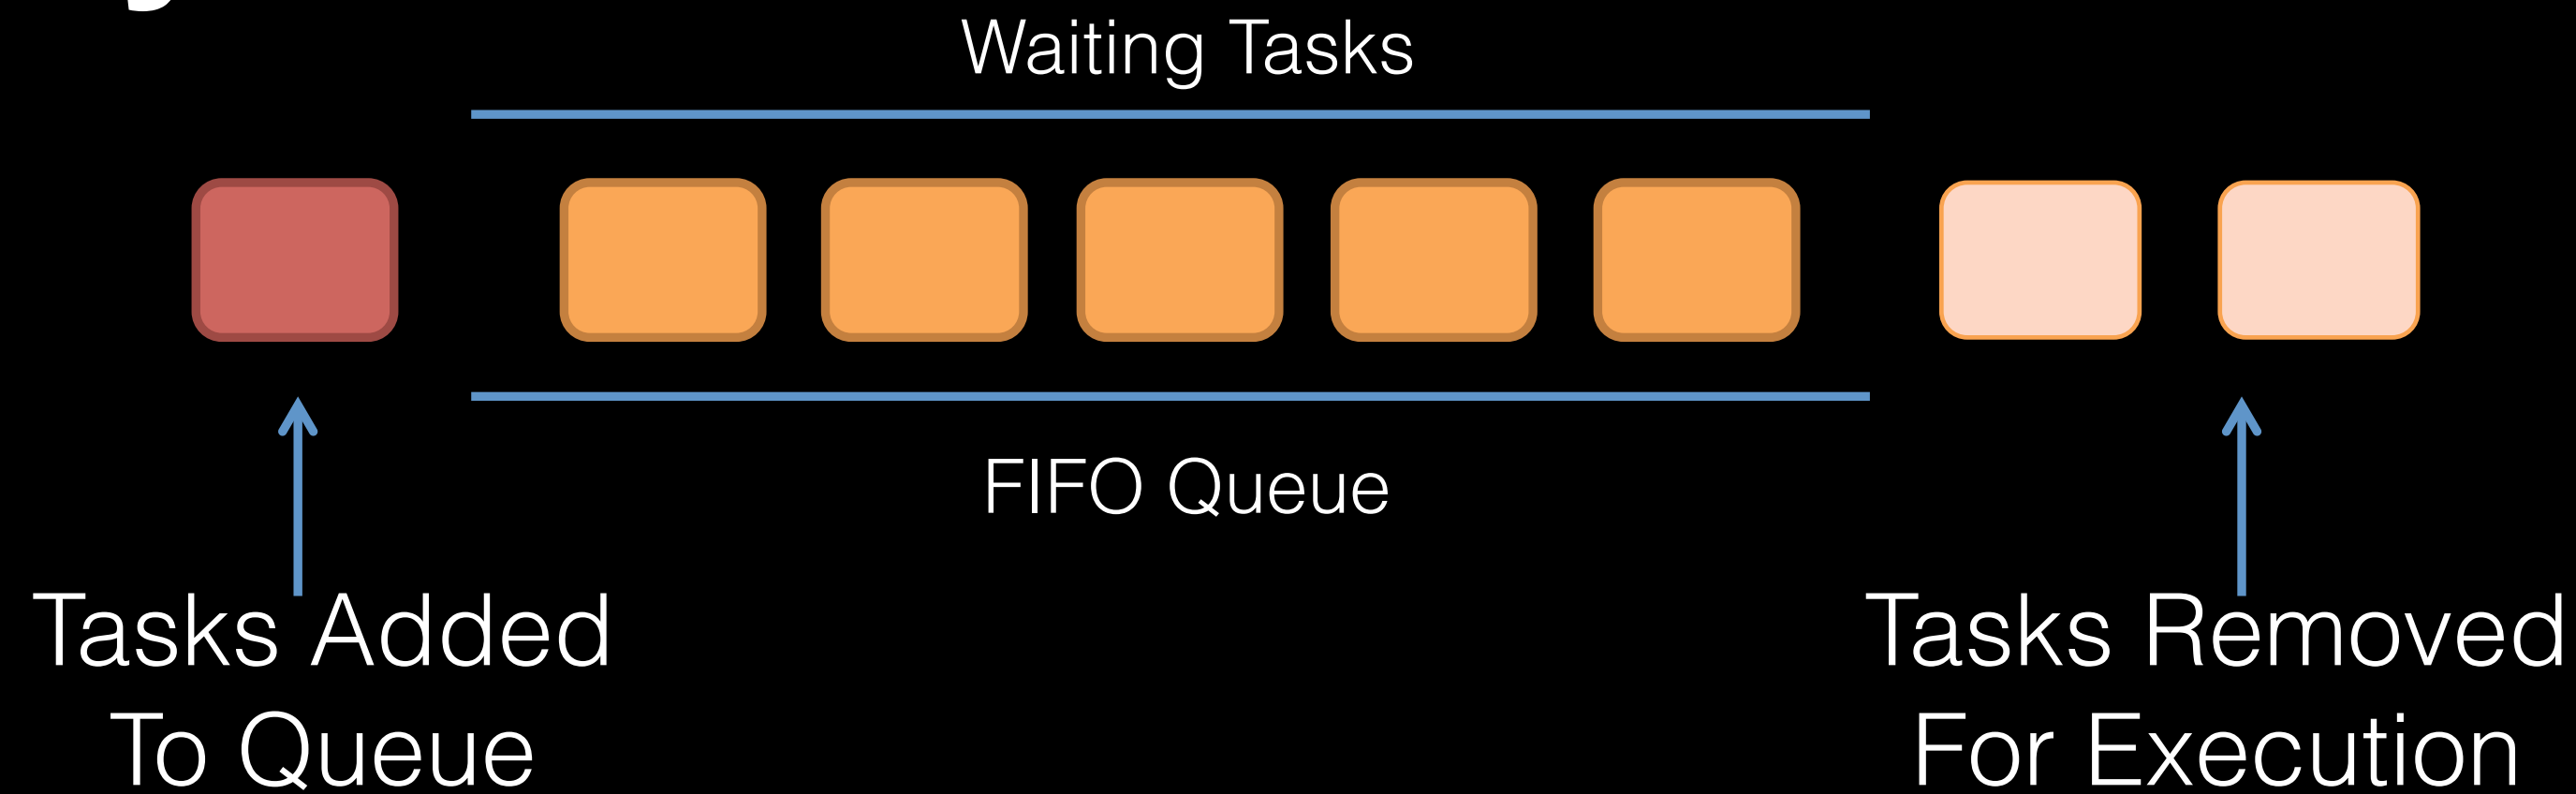 Waiting Tasks
FIFO Queue
Tasks Added
To Queue
Tasks Removed
For Execution